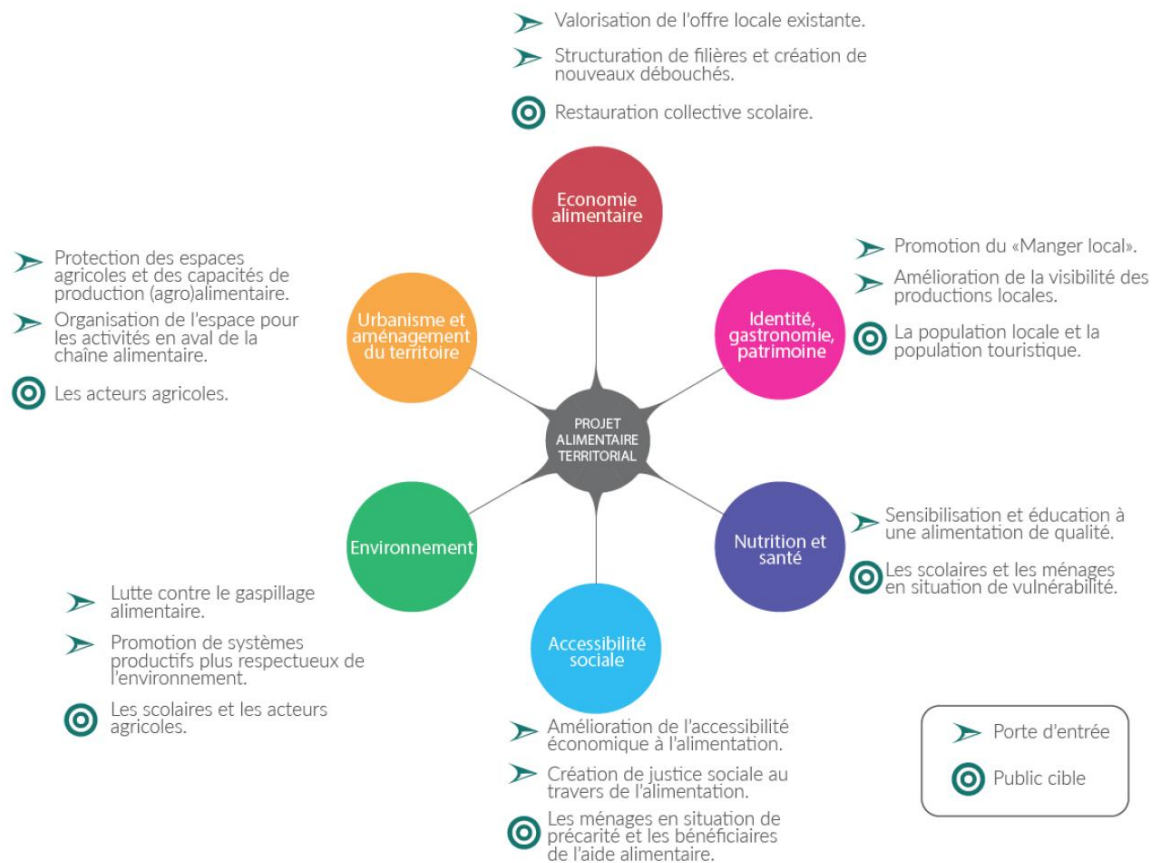 Valorisation de l'offre locale existante.
Structuration de filières et création de
nouveaux débouchés.
Restauration collective scolaire.
Economie
alimentaire
Promotion du «Manger local».
Amélioration de la visibilité des
productions locales.
La population locale et la
population touristique.
Identité,
gastronomie,
patrimoine
Protection des espaces
agricoles et des capacités de
production (agro)alimentaire.
Organisation de l'espace pour
les activités en aval de la
chaîne alimentaire.
Les acteurs agricoles.
Urbanisme et
aménagement
du territoire
PROJET
ALIMENTAIRE
TERRITORIAL
Environnement
Lutte contre le gaspillage
alimentaire.
Promotion de systèmes
productifs plus respectueux de
l'environnement.
Les scolaires et les acteurs
agricoles.
Nutrition et
santé
Sensibilisation et éducation à
une alimentation de qualité.
Les scolaires et les ménages
en situation de vulnérabilité.
Accessibilité
sociale
Amélioration de l'accessibilité
économique à l'alimentation.
Création de justice sociale au
travers de l'alimentation.
Les ménages en situation de
précarité et les bénéficiaires
de l'aide alimentaire.
Porte d'entrée
Public cible